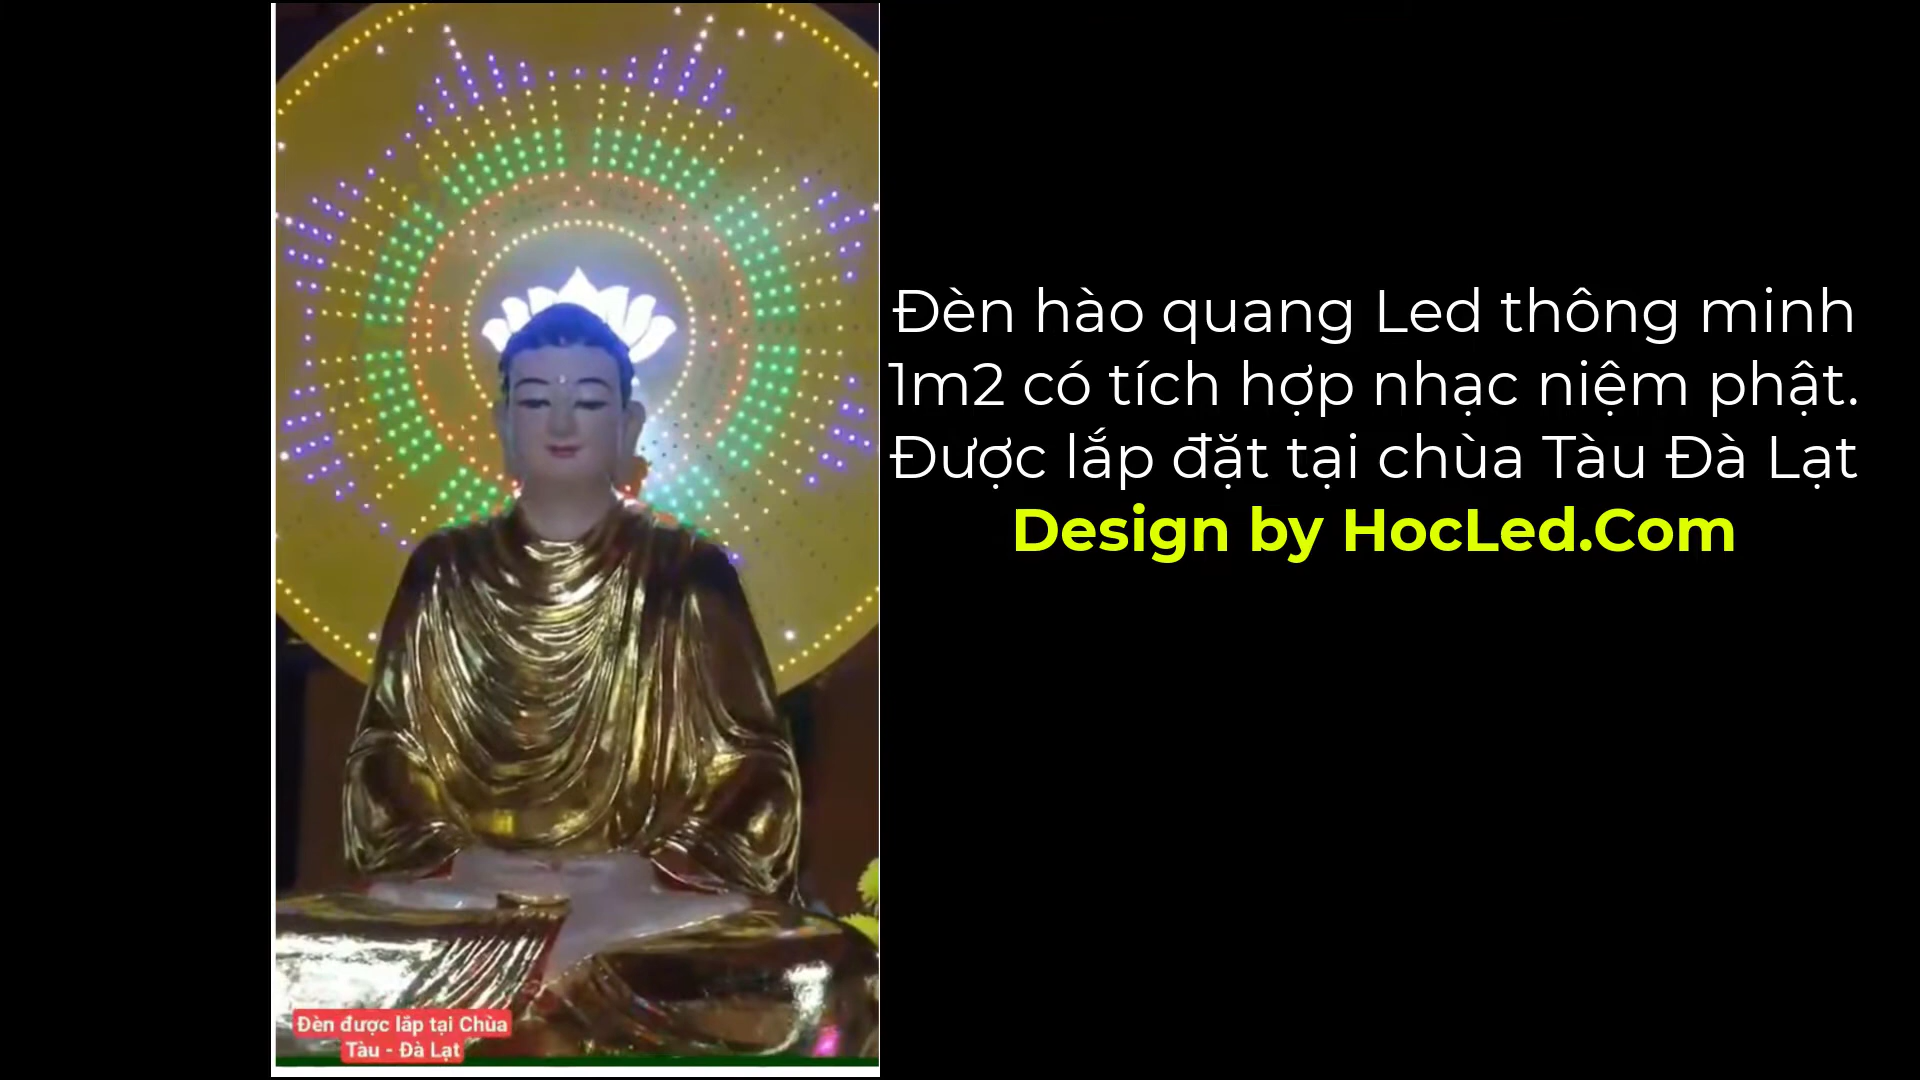 Đèn hào quang Led thông minh
1m2 có tích hợp nhạc niệm phật.
Được lắp đặt tại chùa Tàu Đà Lạt
Design by HocLed.Com
Đèn được lắp tại Chùa
Tàu - Đà Lạt